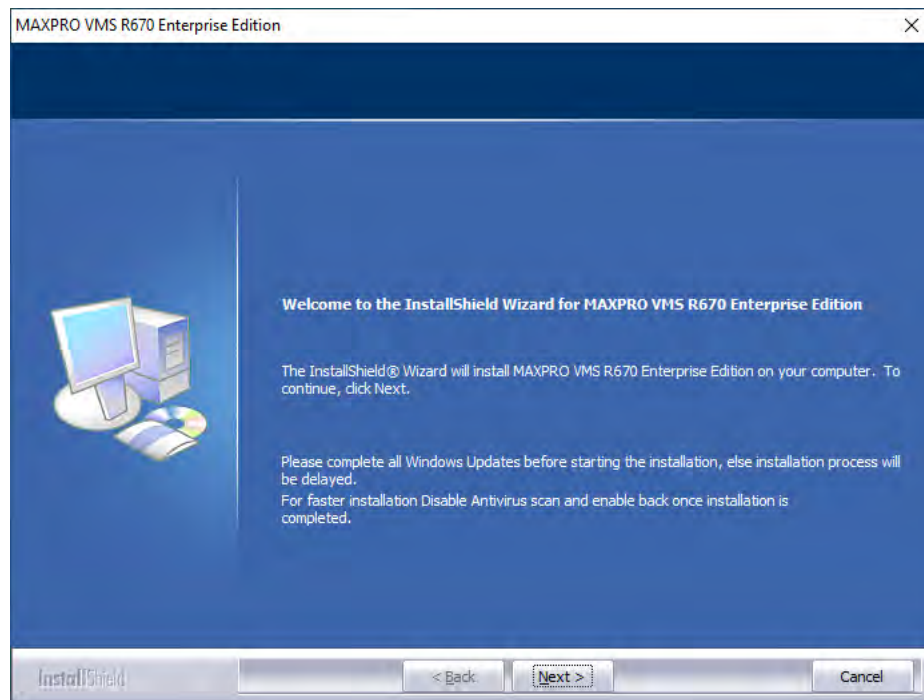 MAXPRO VMS R670 Enterprise Edition
Welcome to the InstallShield Wizard for MAXPRO VMS R670 Enterprise Edition
The InstallShield® Wizard will install MAXPRO VMS R670 Enterprise Edition on your computer. To
continue, click Next.
Please complete all Windows Updates before starting the installation, else installation process will
be delayed.
For faster installation Disable Antivirus scan and enable back once installation is
completed.
InstallShield
< Back
Next >
Cancel